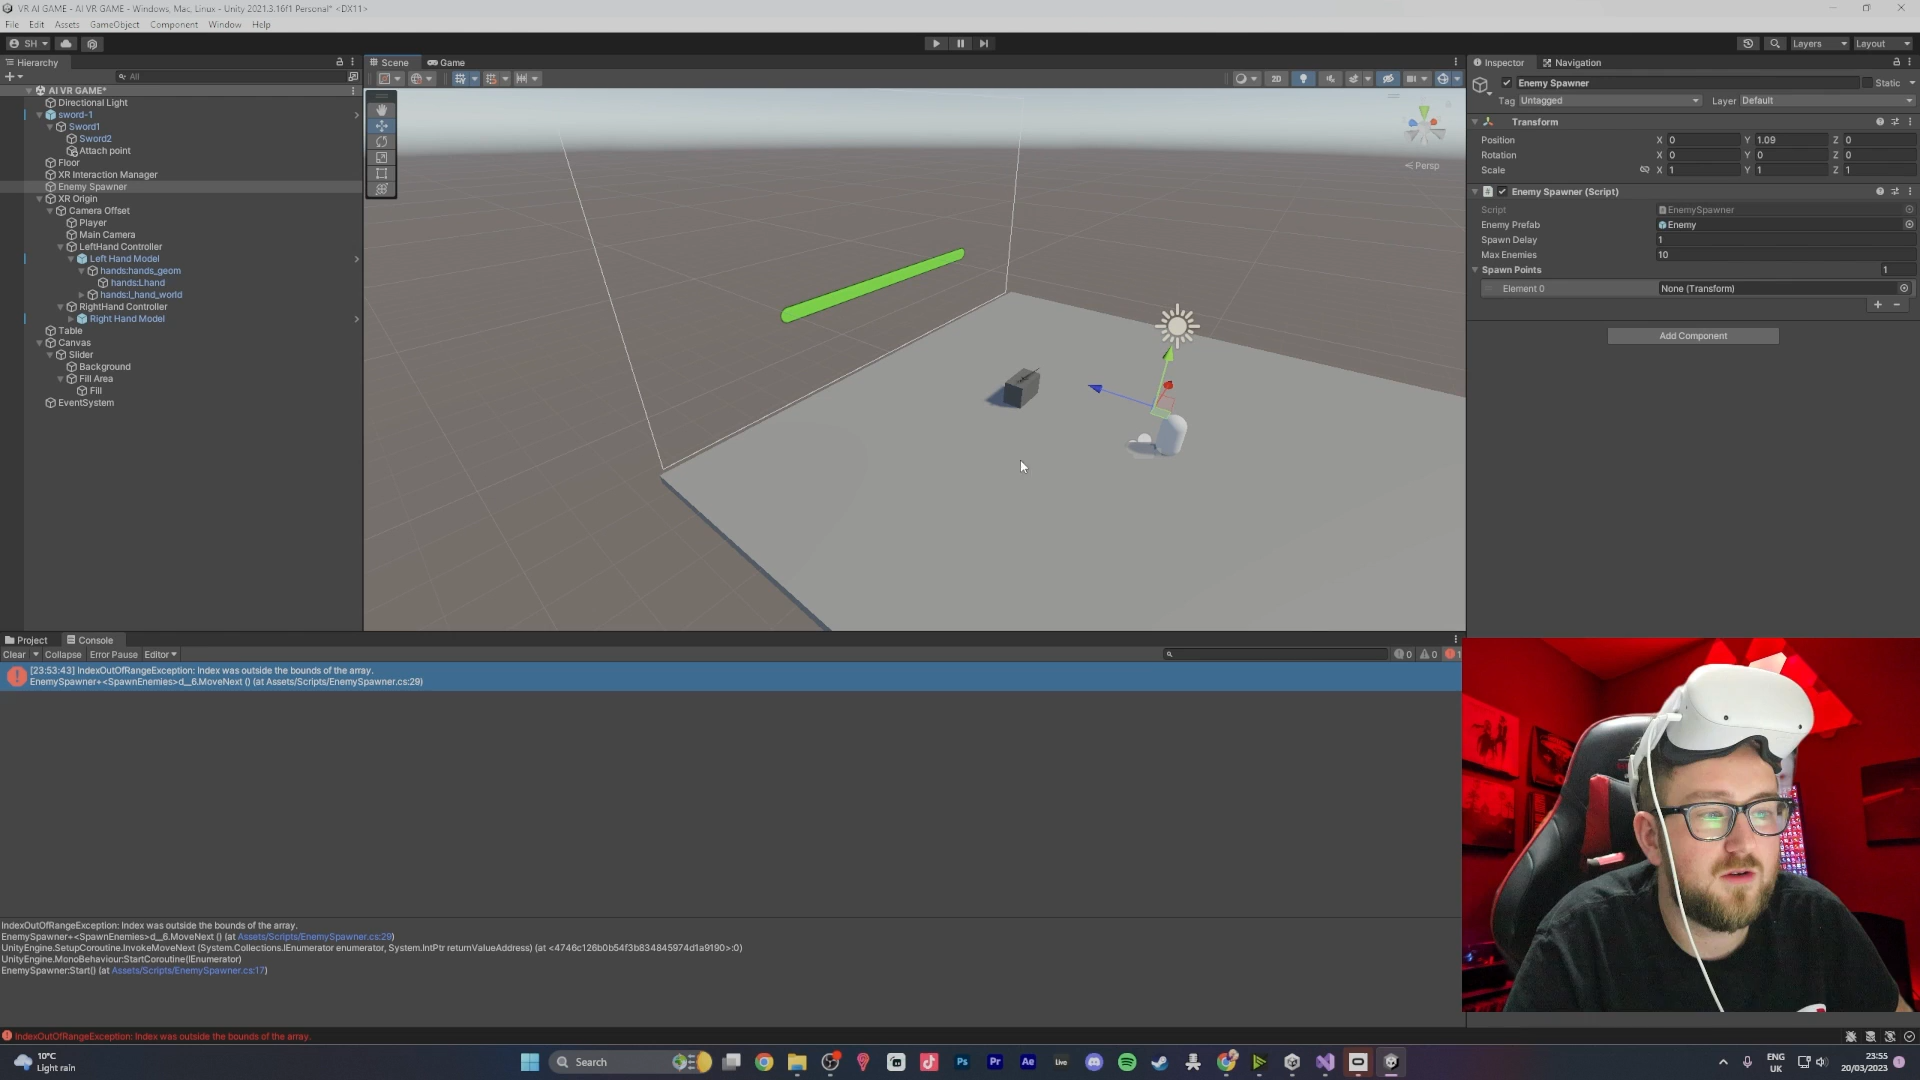 VR AI GAME - AI VR GAME - Windows, Mac, Linux - Unity 2021.3.16f1 Personal* <DX11>
File Edit Assets GameObject Component Window Help
SH Layers Layout
Hierarchy
All
AI VR GAME*
Directional Light
sword-1
Sword1
Sword2
Attach point
Floor
XR Interaction Manager
Enemy Spawner
XR Origin
Camera Offset
Player
Main Camera
LeftHand Controller
Left Hand Model
hands:hands_geom
hands:Lhand
hands:l_hand_world
RightHand Controller
Right Hand Model
Table
Canvas
Slider
Background
Fill Area
Fill
EventSystem
Scene Game
2D
Persp
Inspector Navigation
Enemy Spawner Static
Tag Untagged Layer Default
Transform
Position X 0 Y 1.09 Z 0
Rotation X 0 Y 0 Z 0
Scale X 1 Y 1 Z 1
Enemy Spawner (Script)
Script EnemySpawner
Enemy Prefab Enemy
Spawn Delay 1
Max Enemies 10
Spawn Points 1
Element 0 None (Transform)
Add Component
Project Console
Clear Collapse Error Pause Editor 0 0 1
[23:53:43] IndexOutOfRangeException: Index was outside the bounds of the array.
EnemySpawner+<SpawnEnemies>d__6.MoveNext () (at Assets/Scripts/EnemySpawner.cs:29)
IndexOutOfRangeException: Index was outside the bounds of the array.
EnemySpawner+<SpawnEnemies>d__6.MoveNext () (at Assets/Scripts/EnemySpawner.cs:29)
UnityEngine.SetupCoroutine.InvokeMoveNext (System.Collections.IEnumerator enumerator, System.IntPtr returnValueAddress) (at <4746c126b0b54f3b834845974d1a9190>:0)
UnityEngine.MonoBehaviour:StartCoroutine(IEnumerator)
EnemySpawner:Start() (at Assets/Scripts/EnemySpawner.cs:17)
IndexOutOfRangeException: Index was outside the bounds of the array.
10°C
Light rain
Search
Ps Pr Ae Live
ENG
UK
23:55
20/03/2023